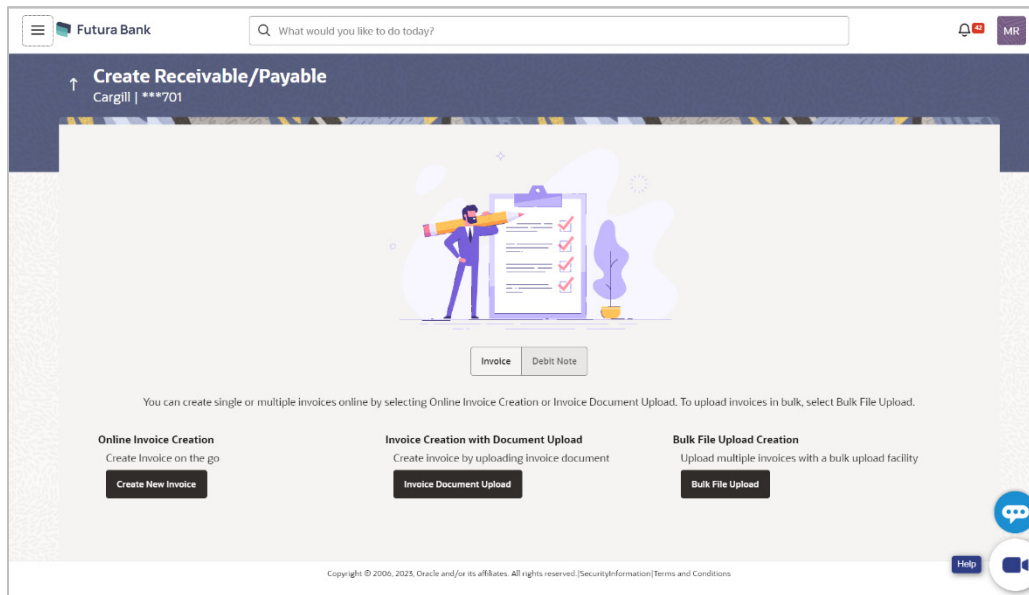 Futura Bank
What would you like to do today?
42
MR
Create Receivable/Payable
Cargill | ***701
Invoice
Debit Note
You can create single or multiple invoices online by selecting Online Invoice Creation or Invoice Document Upload. To upload invoices in bulk, select Bulk File Upload.
Online Invoice Creation
Create Invoice on the go
Create New Invoice
Invoice Creation with Document Upload
Create invoice by uploading invoice document
Invoice Document Upload
Bulk File Upload Creation
Upload multiple invoices with a bulk upload facility
Bulk File Upload
Help
Copyright © 2006, 2023, Oracle and/or its affiliates. All rights reserved.|SecurityInformation|Terms and Conditions